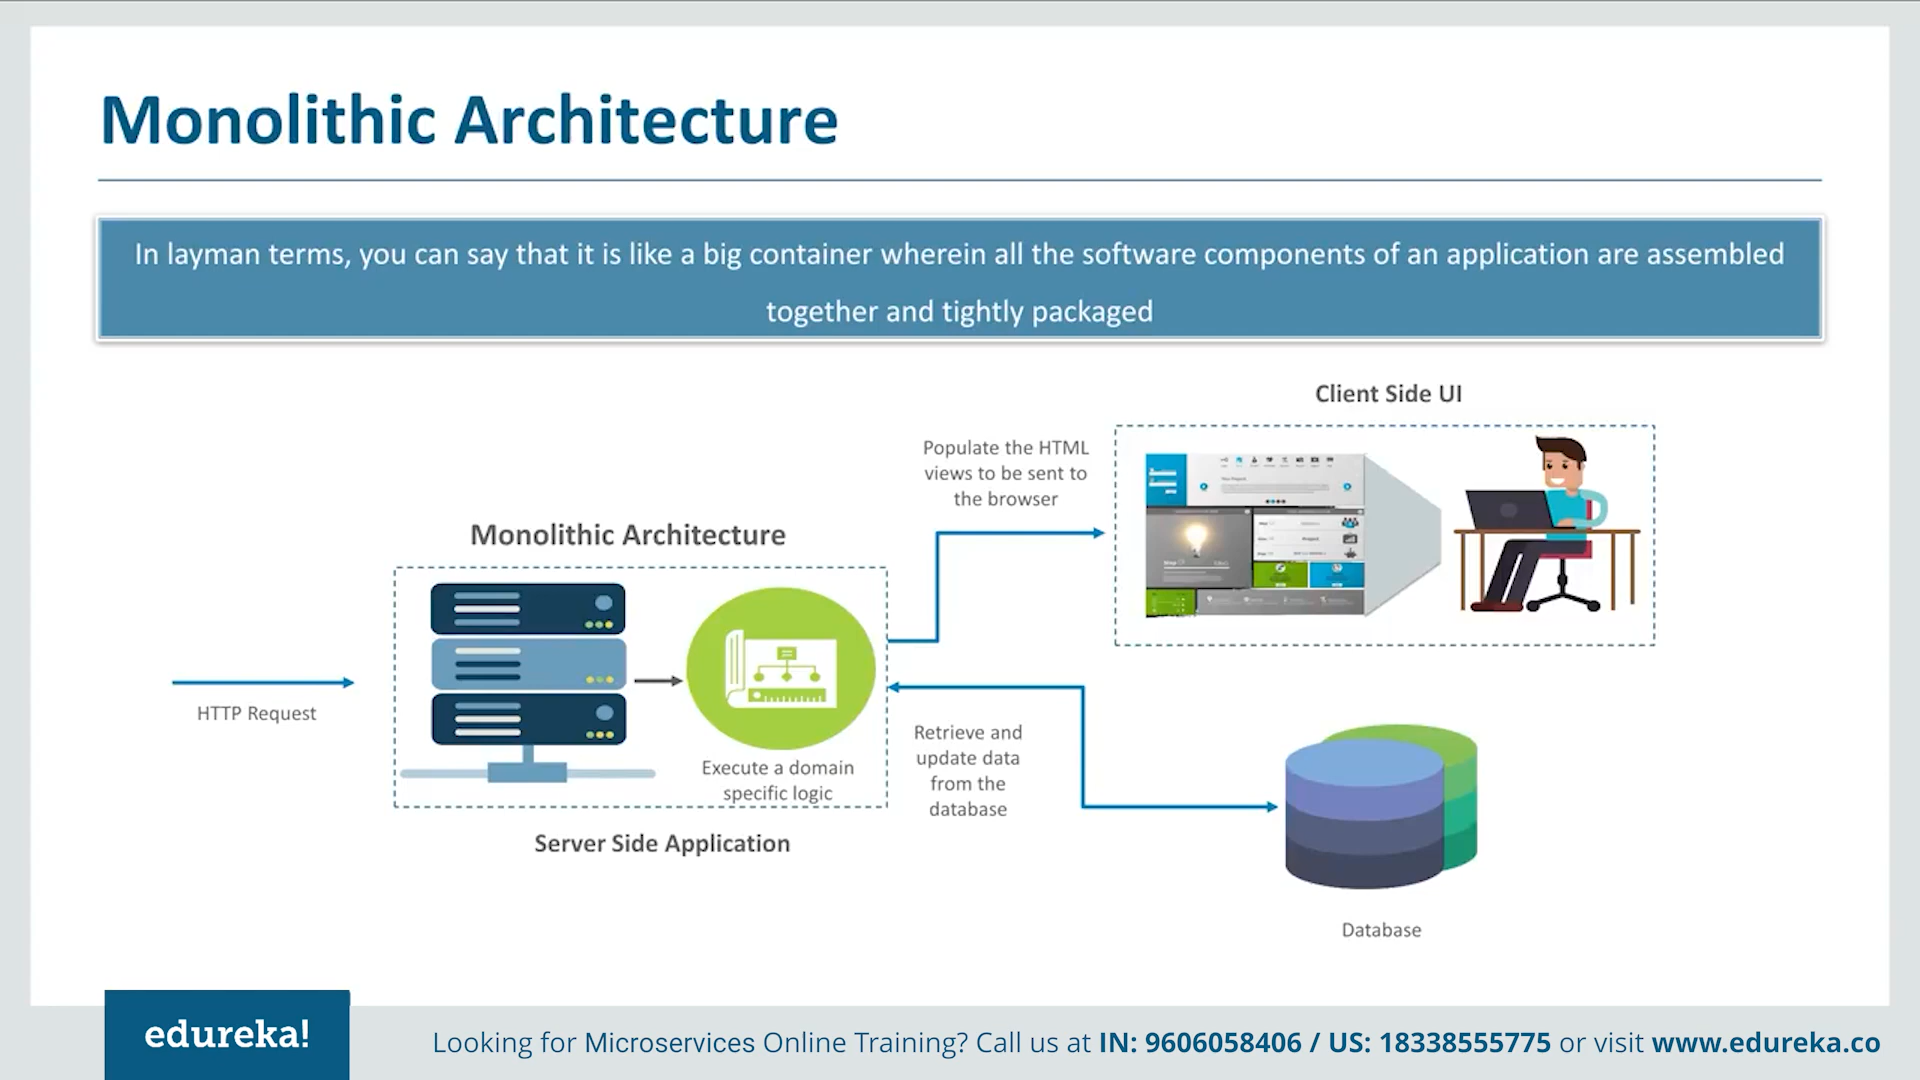 Monolithic Architecture
In layman terms, you can say that it is like a big container wherein all the software components of an application are assembled
together and tightly packaged
Client Side UI
Populate the HTML
views to be sent to
the browser
Monolithic Architecture
HTTP Request
Execute a domain
specific logic
Retrieve and
update data
from the
database
Server Side Application
Database
edureka!
Looking for Microservices Online Training? Call us at IN: 9606058406 / US: 18338555775 or visit www.edureka.co